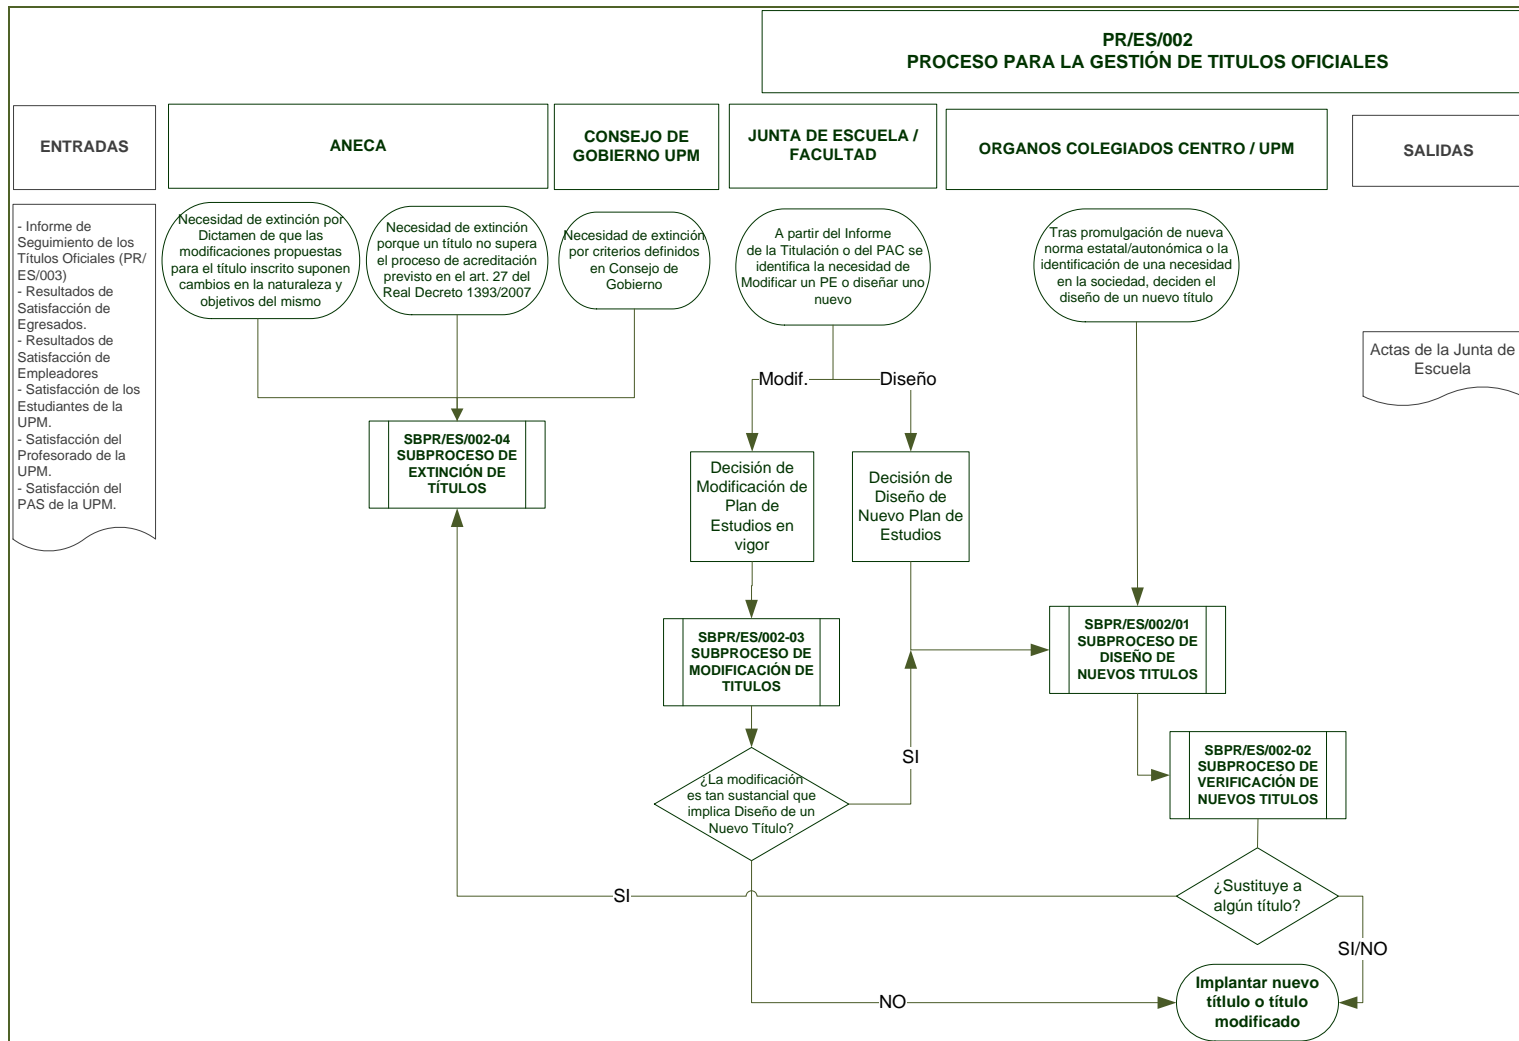 PR/ES/002
PROCESO PARA LA GESTIÓN DE TITULOS OFICIALES
ENTRADAS
ANECA
CONSEJO DE
GOBIERNO UPM
JUNTA DE ESCUELA /
FACULTAD
ORGANOS COLEGIADOS CENTRO / UPM
SALIDAS
- Informe de
Seguimiento de los
Títulos Oficiales (PR/
ES/003)
- Resultados de
Satisfacción de
Egresados.
- Resultados de
Satisfacción de
Empleadores
- Satisfacción de los
Estudiantes de la
UPM.
- Satisfacción del
Profesorado de la
UPM.
- Satisfacción del
PAS de la UPM.
Necesidad de extinción por
Dictamen de que las
modificaciones propuestas
para el título inscrito suponen
cambios en la naturaleza y
objetivos del mismo
Necesidad de extinción
porque un título no supera
el proceso de acreditación
previsto en el art. 27 del
Real Decreto 1393/2007
Necesidad de extinción
por criterios definidos
en Consejo de
Gobierno
A partir del Informe
de la Titulación o del PAC se
identifica la necesidad de
Modificar un PE o diseñar uno
nuevo
Tras promulgación de nueva
norma estatal/autonómica o la
identificación de una necesidad
en la sociedad, deciden el
diseño de un nuevo título
Actas de la Junta de
Escuela
Modif.
Diseño
SBPR/ES/002-04
SUBPROCESO DE
EXTINCIÓN DE
TÍTULOS
Decisión de
Modificación de
Plan de
Estudios en
vigor
Decisión de
Diseño de
Nuevo Plan de
Estudios
SBPR/ES/002-03
SUBPROCESO DE
MODIFICACIÓN DE
TITULOS
SBPR/ES/002/01
SUBPROCESO DE
DISEÑO DE
NUEVOS TITULOS
SI
SBPR/ES/002-02
SUBPROCESO DE
VERIFICACIÓN DE
NUEVOS TITULOS
¿La modificación
es tan sustancial que
implica Diseño de un
Nuevo Título?
SI
¿Sustituye a
algún título?
SI/NO
NO
Implantar nuevo
títlulo o título
modificado